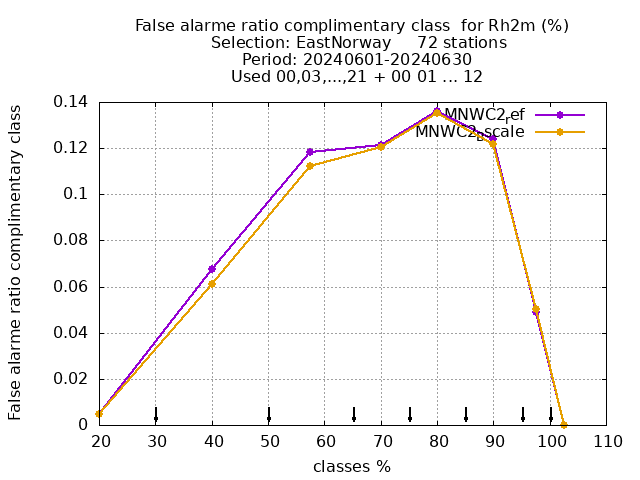 False alarme ratio complimentary class  for Rh2m (%)
Selection: EastNorway     72 stations
Period: 20240601-20240630
Used 00,03,...,21 + 00 01 ... 12
False alarme ratio complimentary class
0.14
0.12
0.1
0.08
0.06
0.04
0.02
0
MNWC2ref
MNWC2pscale
20 30 40 50 60 70 80 90 100 110
classes %